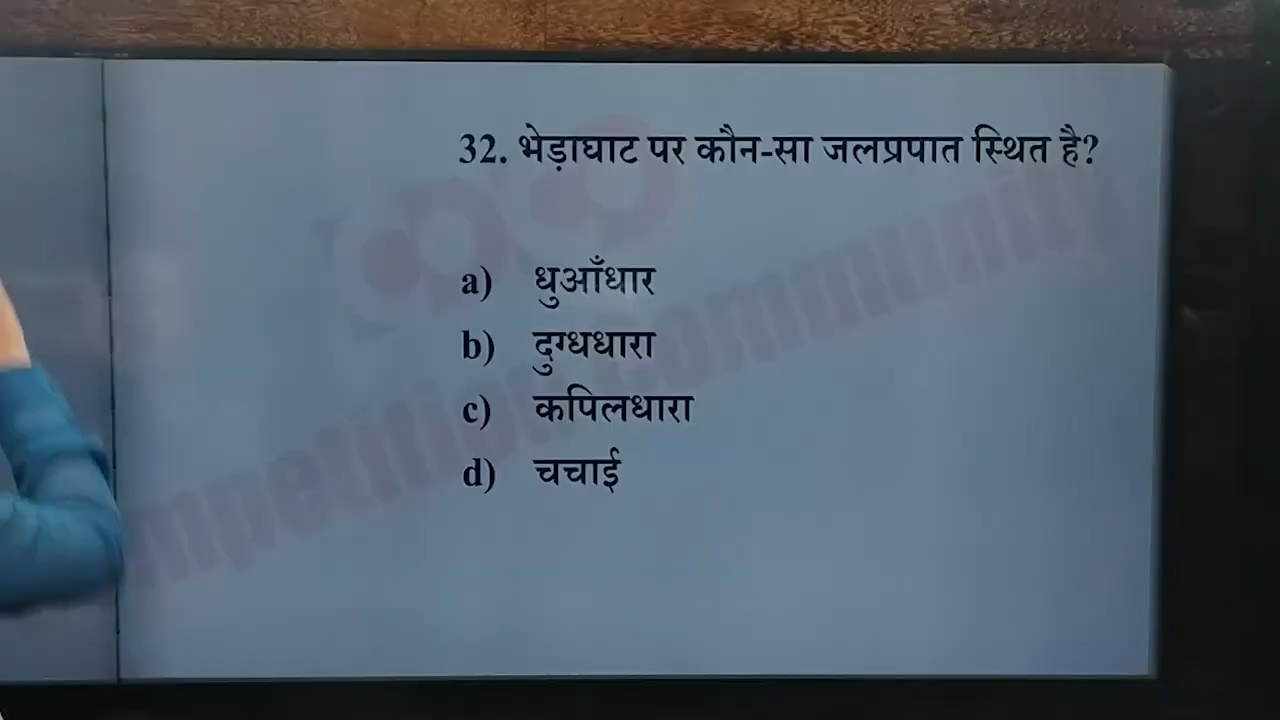 32. भेड़ाघाट पर कौन-सा जलप्रपात स्थित है?
a) धुआँधार
b) दुग्धधारा
c) कपिलधारा
d) चचाई